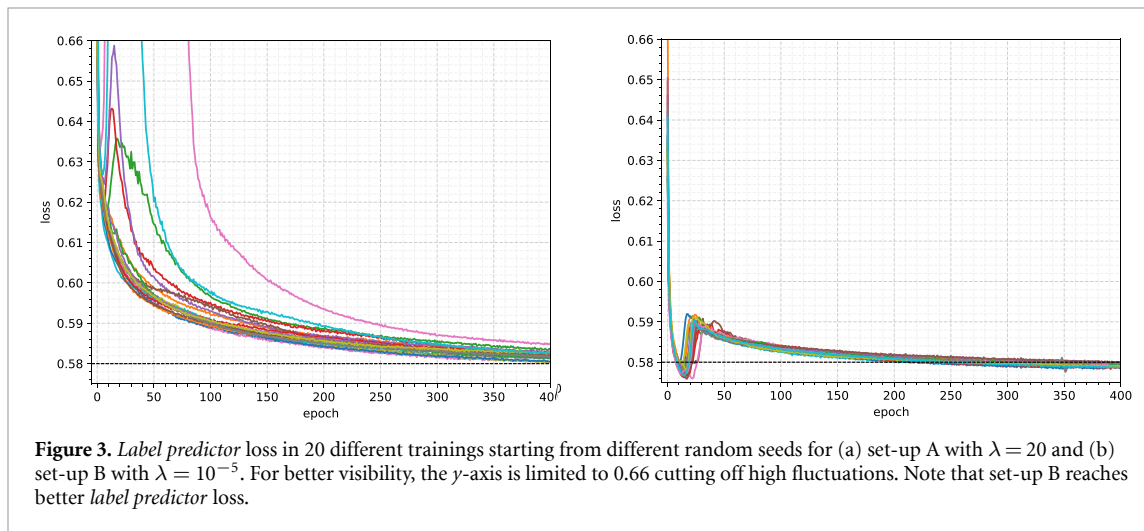 0.66
0.65
0.64
0.63
0.62
0.61
0.60
0.59
0.58
loss
0 50 100 150 200 250 300 350 400
epoch
0.66
0.65
0.64
0.63
0.62
0.61
0.60
0.59
0.58
loss
0 50 100 150 200 250 300 350 400
epoch
Figure 3. Label predictor loss in 20 different trainings starting from different random seeds for (a) set-up A with λ = 20 and (b)
set-up B with λ = 10⁻⁵. For better visibility, the y-axis is limited to 0.66 cutting off high fluctuations. Note that set-up B reaches
better label predictor loss.